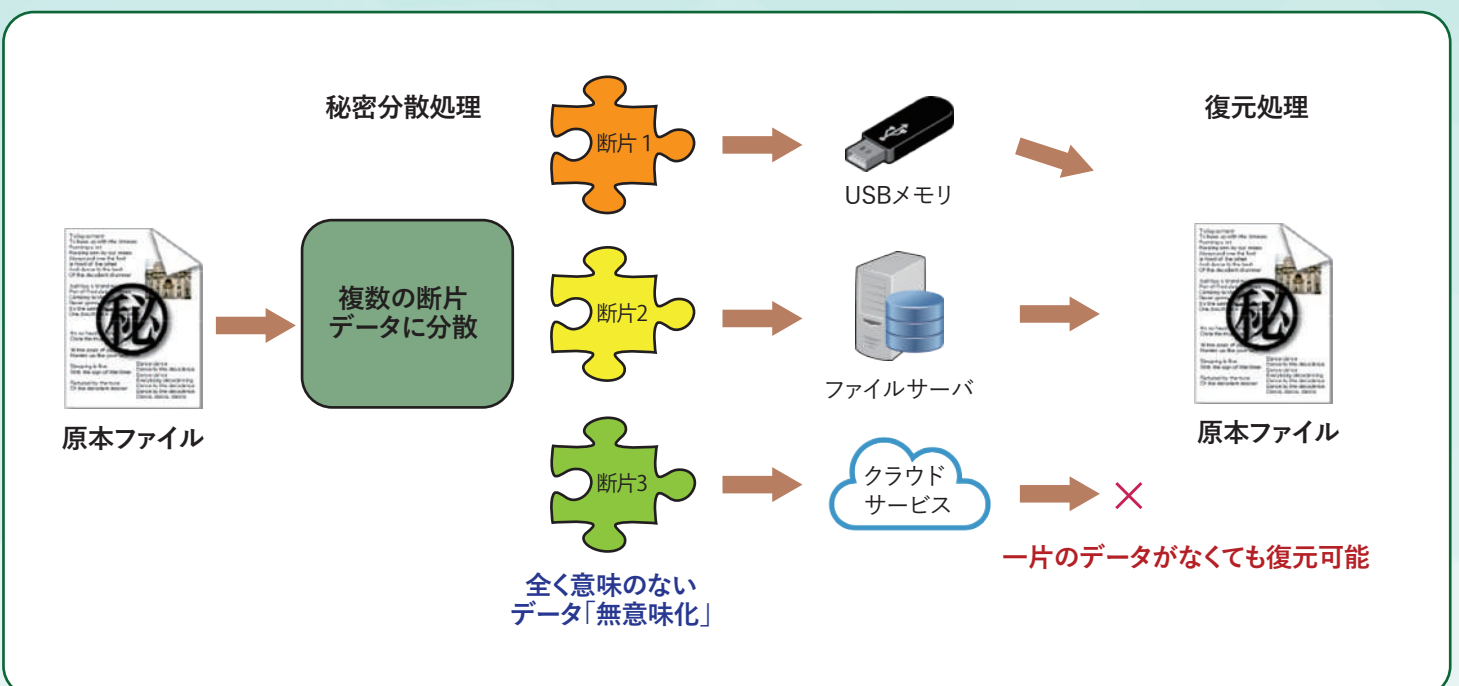 秘密分散処理
復元処理
断片 1
USBメモリ
秘
原本ファイル
複数の断片
データに分散
断片2
ファイルサーバ
秘
原本ファイル
断片3
クラウド
サービス
×
一片のデータがなくても復元可能
全く意味のない
データ「無意味化」